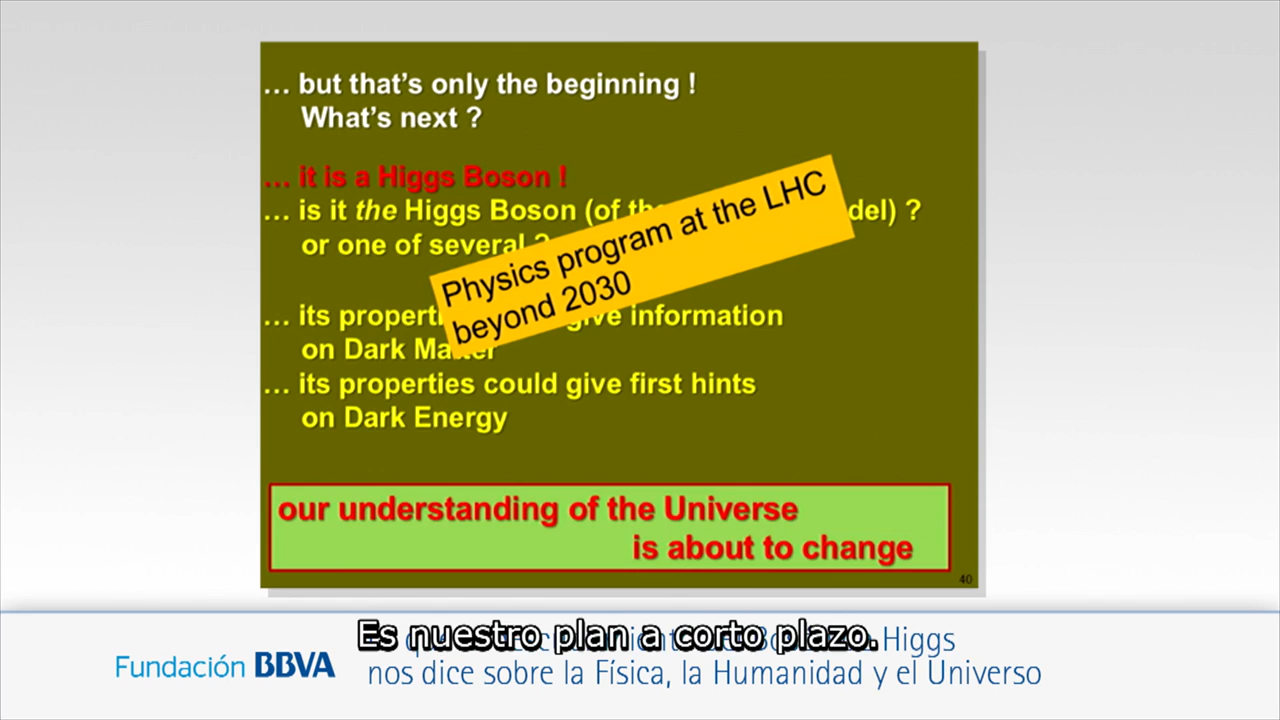 ... but that's only the beginning !
What's next ?
... it is a Higgs Boson !
... is it the Higgs Boson (of
del) ?
or one of several ?
Physics program at the LHC
beyond 2030
... its
give information
on Dark Matter
... its properties could give first hints
on Dark Energy
our understanding of the Universe
is about to change
40
Es nuestro plan a corto plazo.
Higgs
nos dice sobre la Física, la Humanidad y el Universo
Fundación BBVA